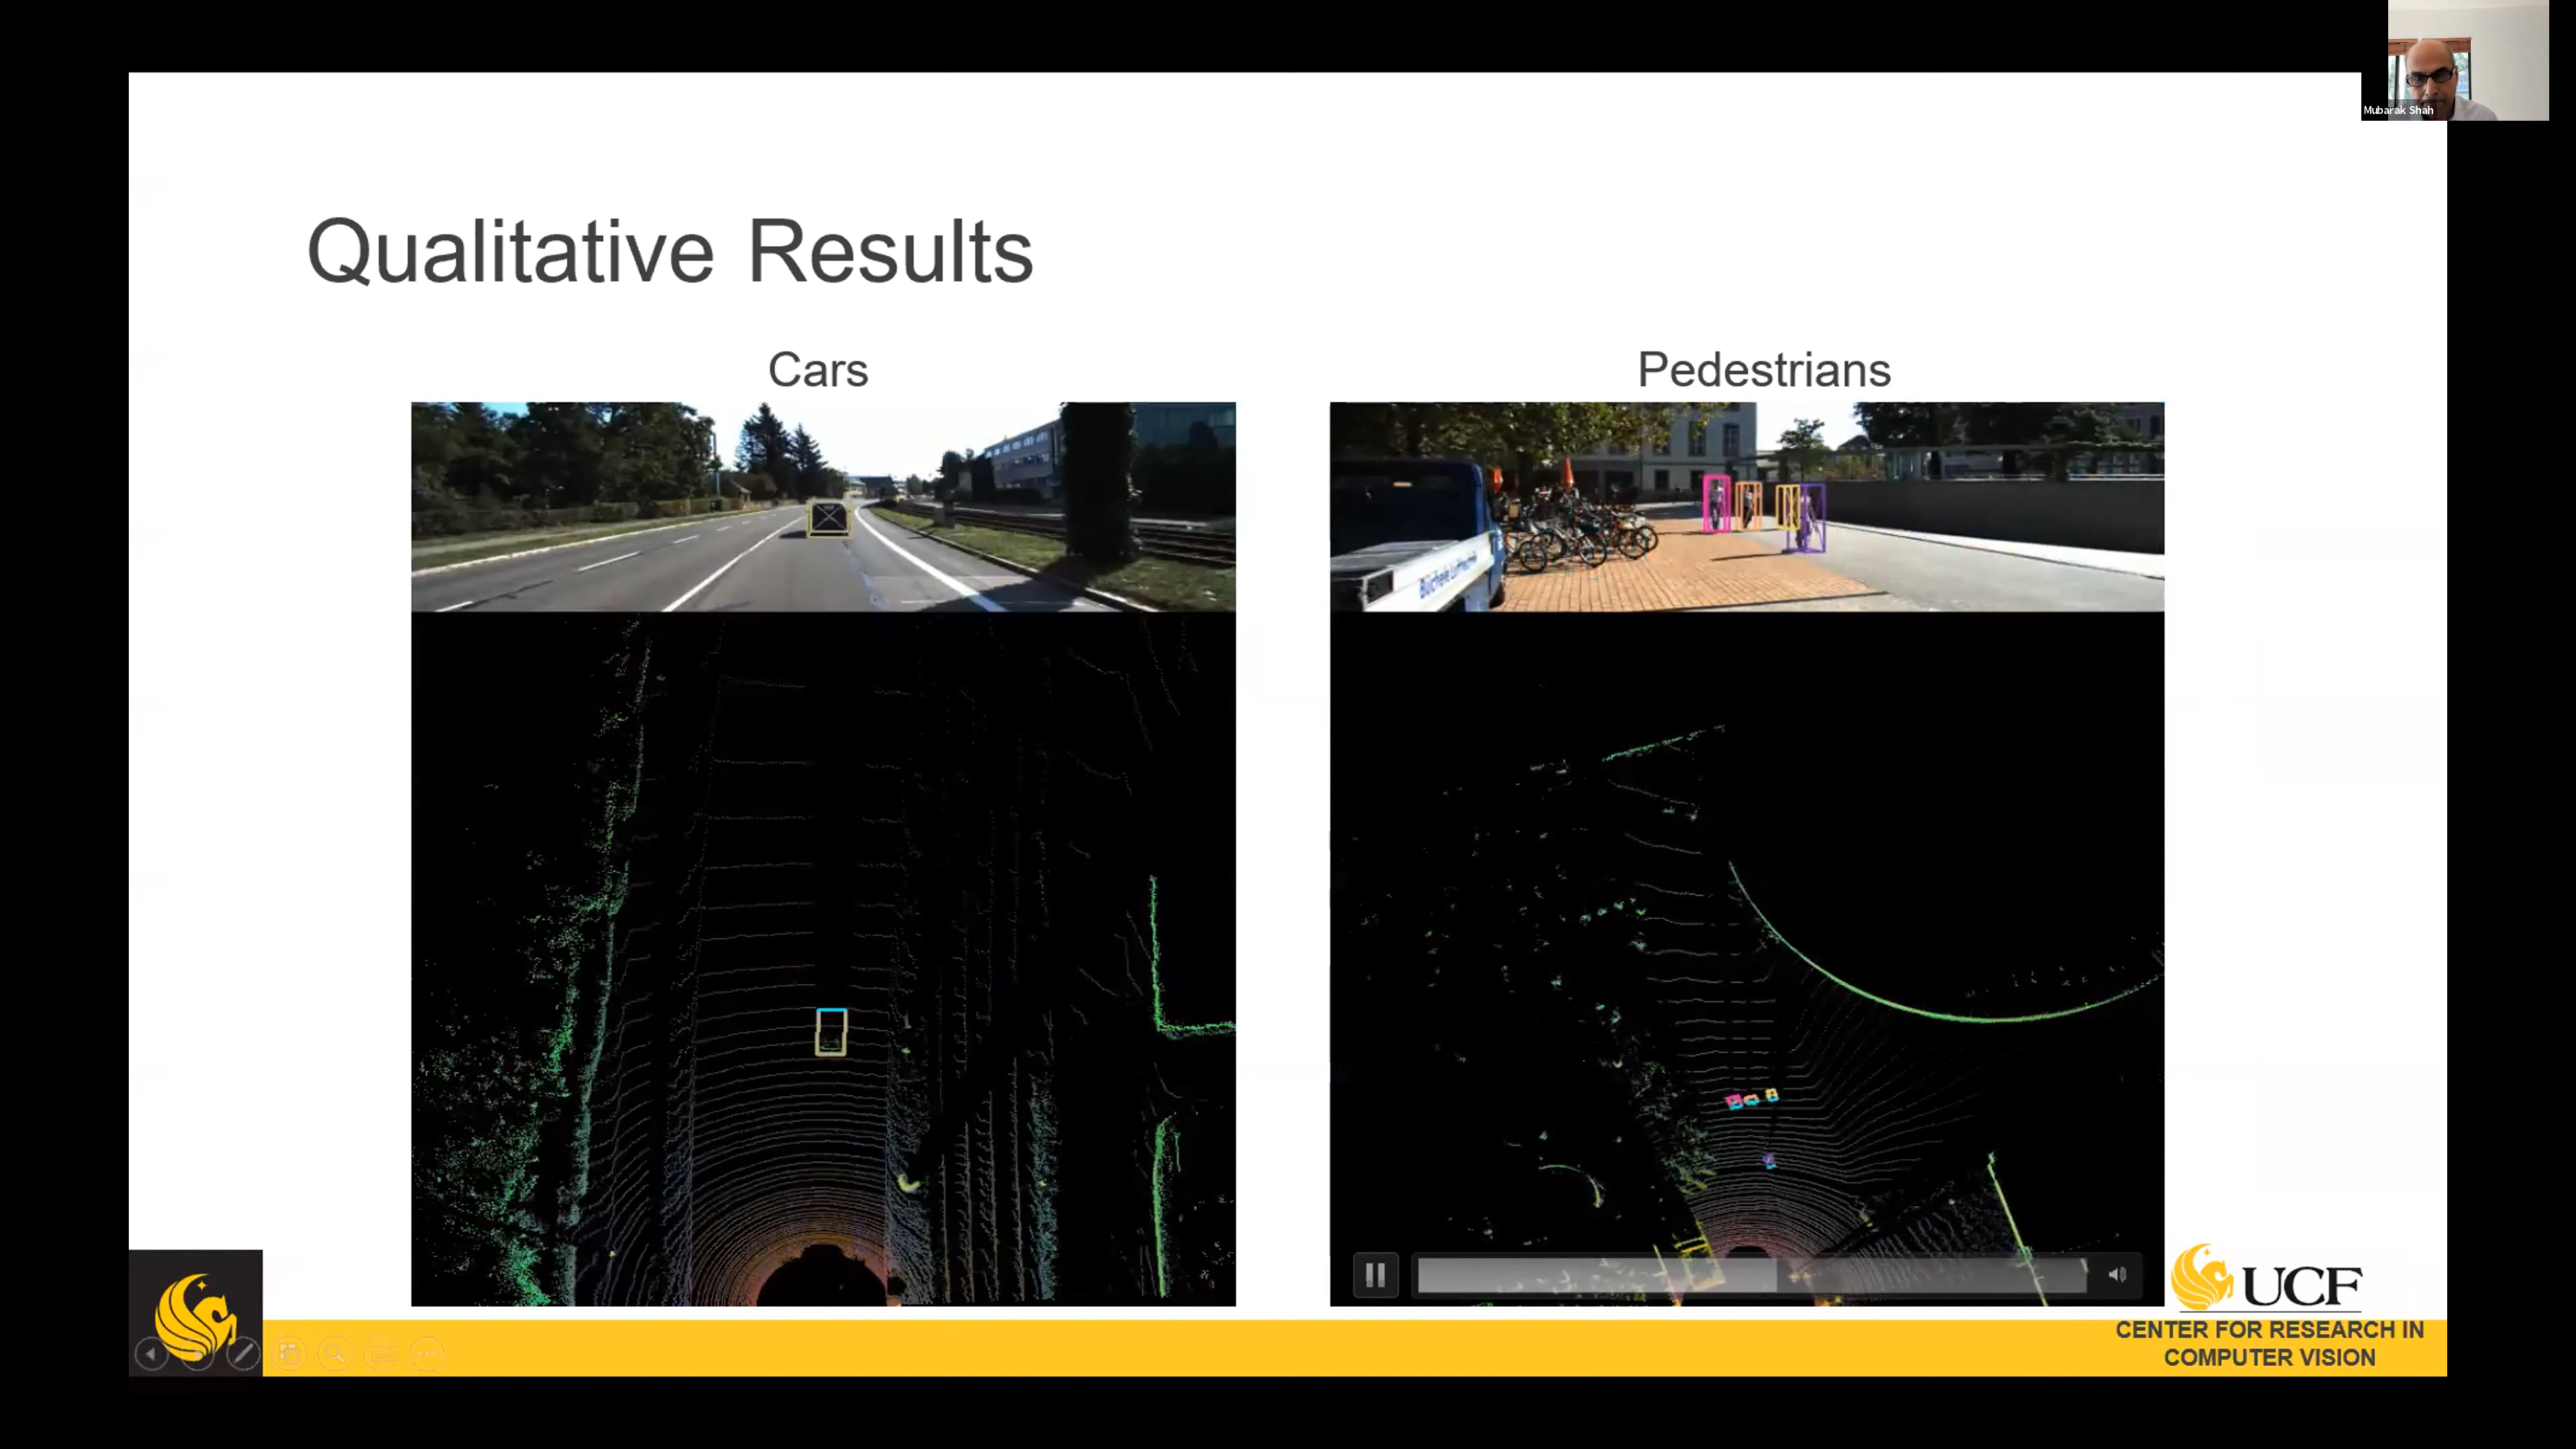 Mubarak Shah
Qualitative Results
Cars
Pedestrians
UCF
CENTER FOR RESEARCH IN
COMPUTER VISION